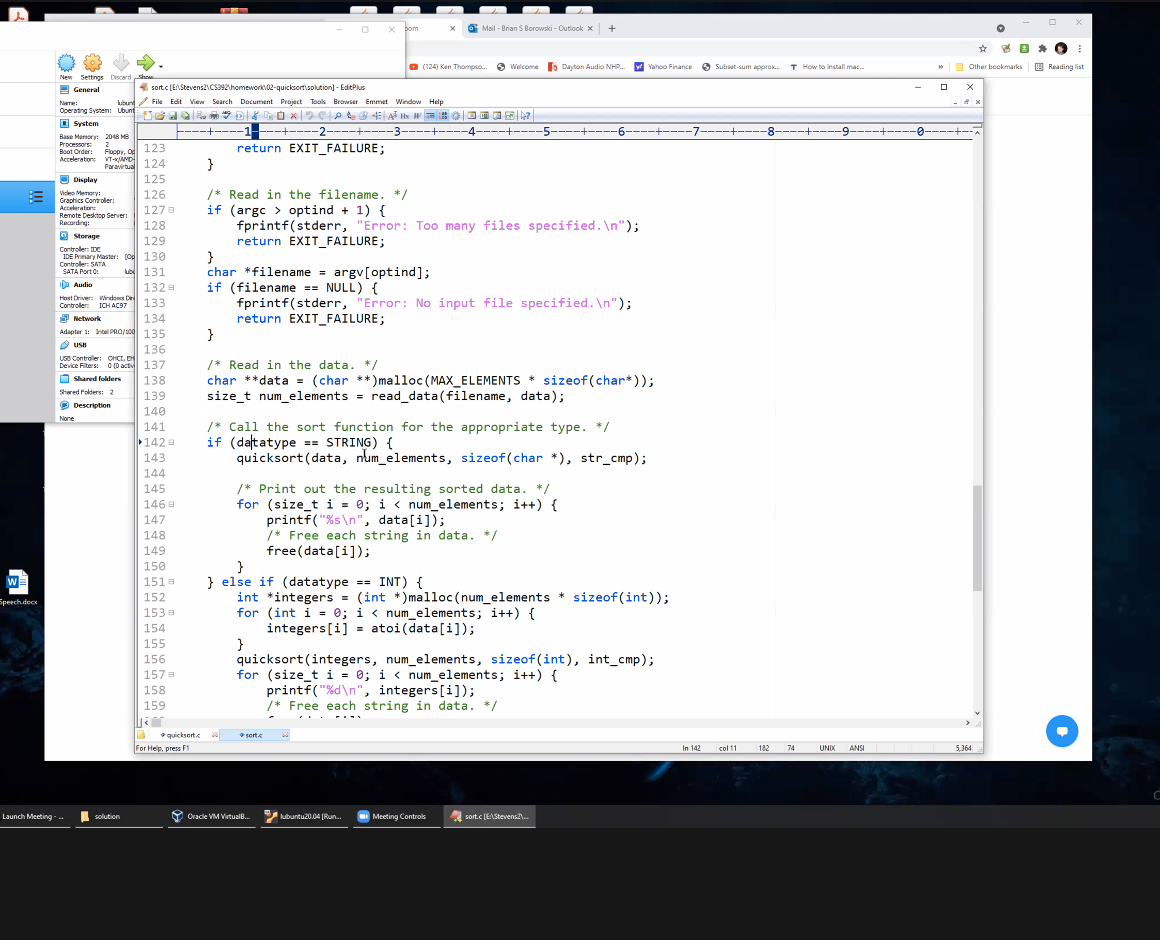 Mail - Brian S Borowski - Outlook
(124) Ken Thomps...
Welcome
Dayton Audio NHP...
Yahoo Finance
Subset-sum approx...
How to Install mac...
»
Other bookmarks
Reading list
New Settings Discard Show
General
Name:
Operating System: Ubunt
System
Base Memory: 2048 MB
Processors: 2
Boot Order: Floppy, Op
Acceleration: VT-x/AMD-
Paravirtual
Display
Video Memory:
Graphics Controller:
Acceleration:
Remote Desktop Server:
Recording:
Storage
Controller: IDE
IDE Primary Master: [Op
Controller: SATA
SATA Port 0: lub
Audio
Host Driver: Windows Dire
Controller: ICH AC97
Network
Adapter 1: Intel PRO/100
USB
USB Controller: OHCI, EH
Device Filters: 0 (0 activ
Shared folders
Shared Folders: 2
Description
None
Speech.docx
sort.c [E:\Stevens2\CS392\homework\02-quicksort\solution] - EditPlus
File Edit View Search Document Project Tools Browser Emmet Window Help
----+----1----+----2----+----3----+----4----+----5----+----6----+----7----+----8----+----9----+----0----+-
123 return EXIT_FAILURE;
124 }
125
126 /* Read in the filename. */
127 if (argc > optind + 1) {
128 fprintf(stderr, "Error: Too many files specified.\n");
129 return EXIT_FAILURE;
130 }
131 char *filename = argv[optind];
132 if (filename == NULL) {
133 fprintf(stderr, "Error: No input file specified.\n");
134 return EXIT_FAILURE;
135 }
136
137 /* Read in the data. */
138 char **data = (char **)malloc(MAX_ELEMENTS * sizeof(char*));
139 size_t num_elements = read_data(filename, data);
140
141 /* Call the sort function for the appropriate type. */
142 if (datatype == STRING) {
143 quicksort(data, num_elements, sizeof(char *), str_cmp);
144
145 /* Print out the resulting sorted data. */
146 for (size_t i = 0; i < num_elements; i++) {
147 printf("%s\n", data[i]);
148 /* Free each string in data. */
149 free(data[i]);
150 }
151 } else if (datatype == INT) {
152 int *integers = (int *)malloc(num_elements * sizeof(int));
153 for (int i = 0; i < num_elements; i++) {
154 integers[i] = atoi(data[i]);
155 }
156 quicksort(integers, num_elements, sizeof(int), int_cmp);
157 for (size_t i = 0; i < num_elements; i++) {
158 printf("%d\n", integers[i]);
159 /* Free each string in data. */
quicksort.c sort.c
For Help, press F1 ln 142 col 11 182 74 UNIX ANSI 5,364
Launch Meeting - ... solution Oracle VM VirtualB... lubuntu20.04 [Run... Meeting Controls sort.c [E:\Stevens2\...